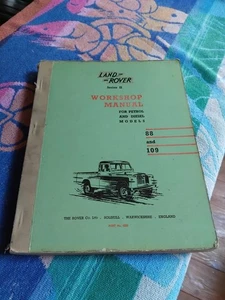 LAND
ROVER
Series II
WORKSHOP
MANUAL
FOR PETROL
AND DIESEL
MODELS
88
and
109
THE ROVER Co. LTD · SOLIHULL · WARWICKSHIRE · ENGLAND